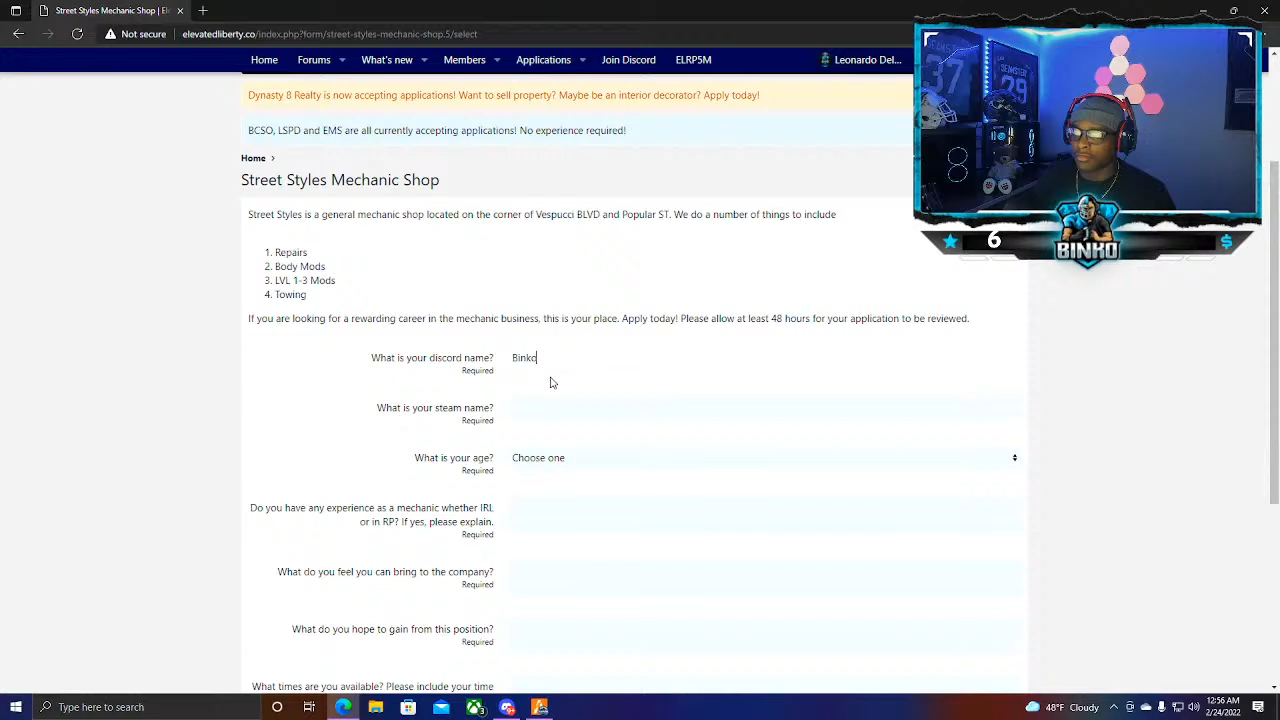 Street Styles Mechanic Shop | El
Not secure elevatedliberty.co/index.php?form/street-styles-mechanic-shop.5/select
Home Forums What's new Members Applications Join Discord ELRP5M Leonardo Del...
Dynasty 8 Realty is now accepting applications! Want to sell property? Maybe be an interior decorator? Apply today!
BCSO, LSPD and EMS are all currently accepting applications! No experience required!
Home
Street Styles Mechanic Shop
Street Styles is a general mechanic shop located on the corner of Vespucci BLVD and Popular ST. We do a number of things to include
1. Repairs
2. Body Mods
3. LVL 1-3 Mods
4. Towing
If you are looking for a rewarding career in the mechanic business, this is your place. Apply today! Please allow at least 48 hours for your application to be reviewed.
What is your discord name? Binko
Required
What is your steam name?
Required
What is your age? Choose one
Required
Do you have any experience as a mechanic whether IRL
or in RP? If yes, please explain.
Required
What do you feel you can bring to the company?
Required
What do you hope to gain from this position?
Required
What times are you available? Please include your time
37
6
BINKO
$
Type here to search
48°F Cloudy
12:56 AM
2/24/2022